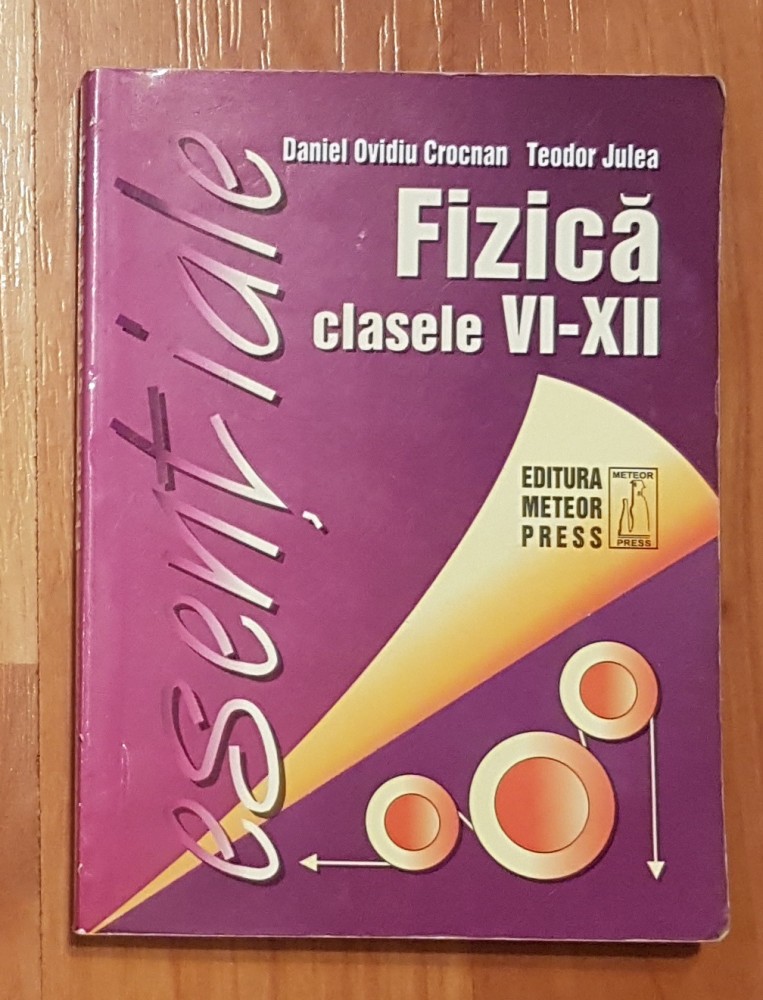 Daniel Ovidiu Crocnan Teodor Julea
Fizică
clasele VI-XII
esențiale
EDITURA
METEOR
PRESS
METEOR
PRESS